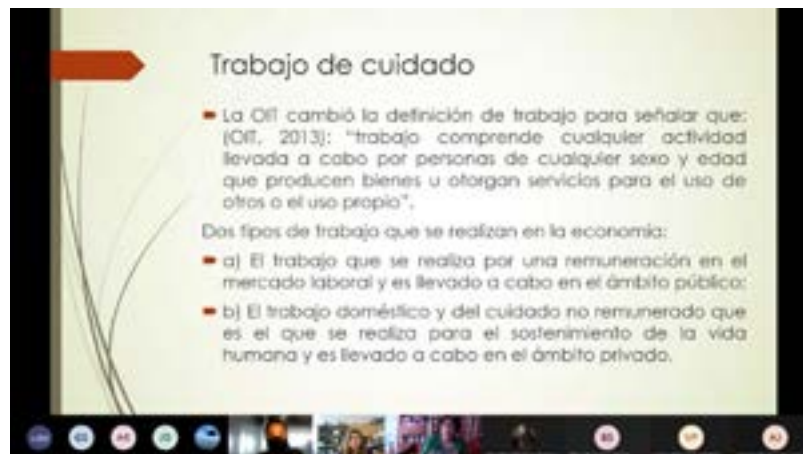 Trabajo de cuidado
La OIT cambió la definición de trabajo para señalar que:
(OIT, 2013): “trabajo comprende cualquier actividad
llevada a cabo por personas de cualquier sexo y edad
que producen bienes u otorgan servicios para el uso de
otros o el uso propio”.
Dos tipos de trabajo que se realizan en la economía:
a) El trabajo que se realiza por una remuneración en el
mercado laboral y es llevado a cabo en el ámbito público;
b) El trabajo doméstico y del cuidado no remunerado que
es el que se realiza para el sostenimiento de la vida
humana y es llevado a cabo en el ámbito privado.